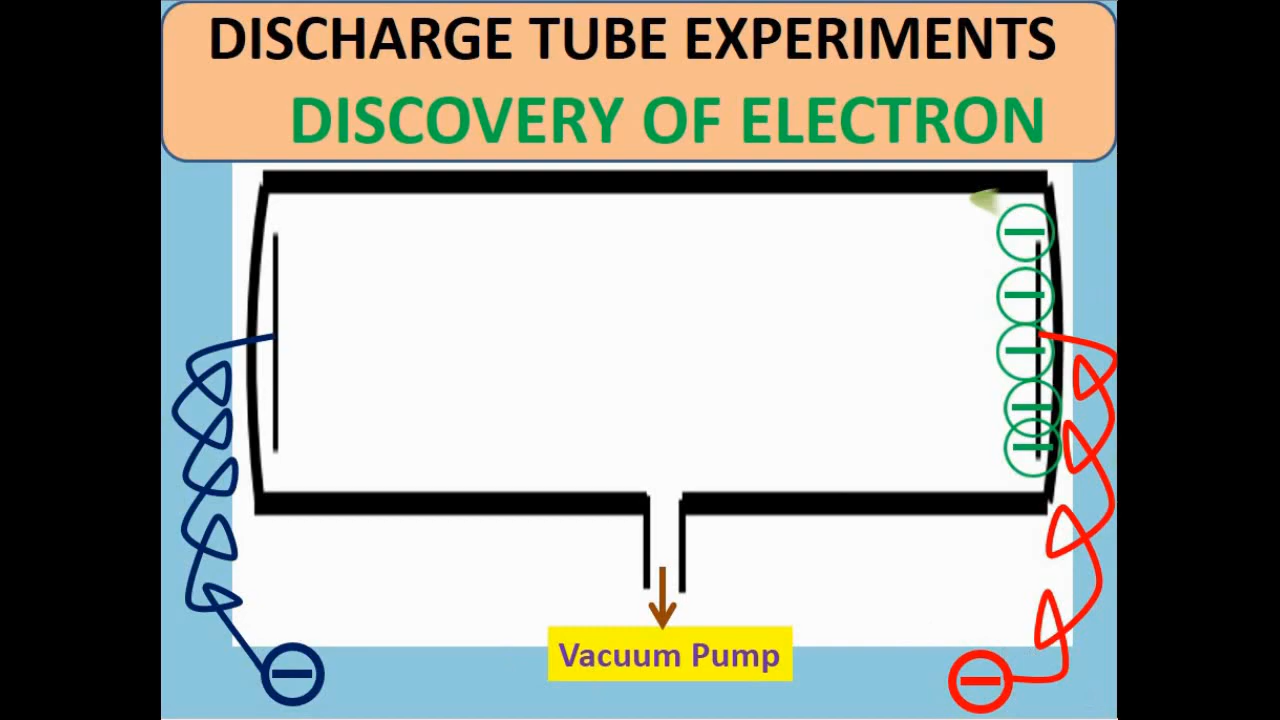 DISCHARGE TUBE EXPERIMENTS
DISCOVERY OF ELECTRON
Vacuum Pump